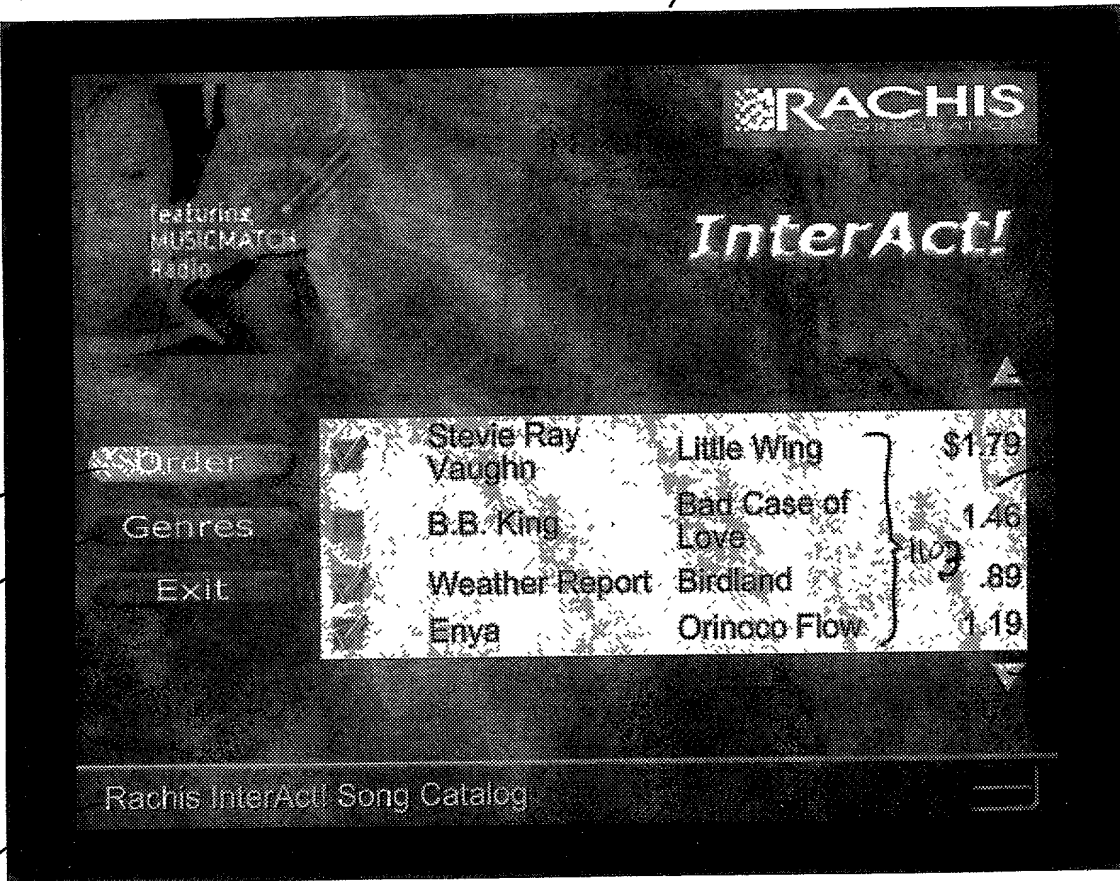 RACHIS
CORPORATION
featuring
MUSICMATCH
Radio
InterAct!
Stevie Ray Vaughn Little Wing $1.79
B.B. King Bad Case of Love 1.46
Weather Report Birdland .89
Enya Orinoco Flow 1.19
Order
Genres
Exit
Rachis InterAct! Song Catalog